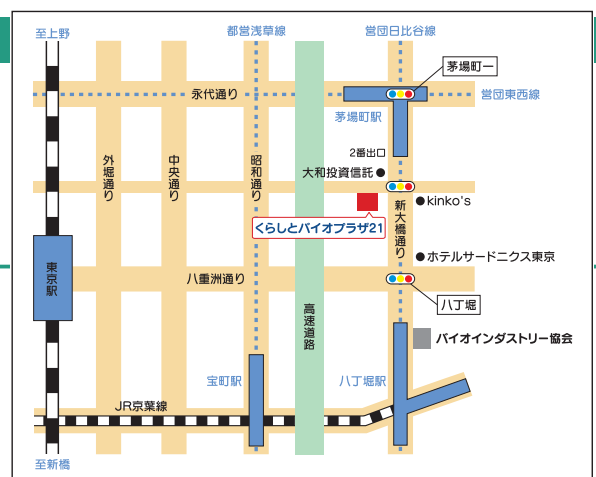 至上野
都営浅草線
営団日比谷線
茅場町一
永代通り
営団東西線
茅場町駅
2番出口
大和投資信託
外堀通り
中央通り
昭和通り
kinko's
くらしとバイオプラザ21
新大橋通り
ホテルサードニクス東京
東京駅
八重洲通り
八丁堀
高速道路
バイオインダストリー協会
宝町駅
八丁堀駅
JR京葉線
至新橋